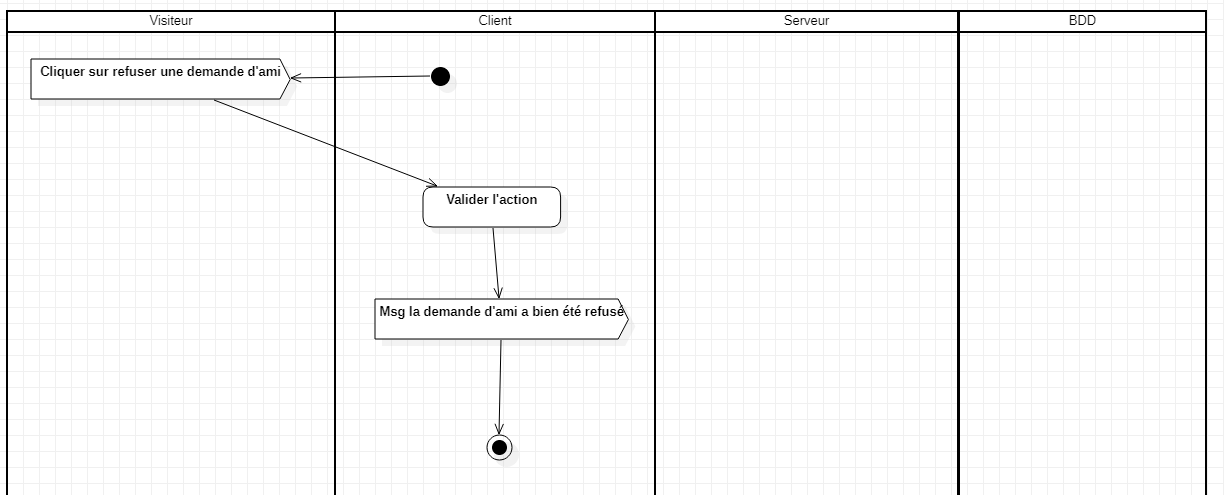 Visiteur
Client
Serveur
BDD
Cliquer sur refuser une demande d'ami
Valider l'action
Msg la demande d'ami a bien été refusé